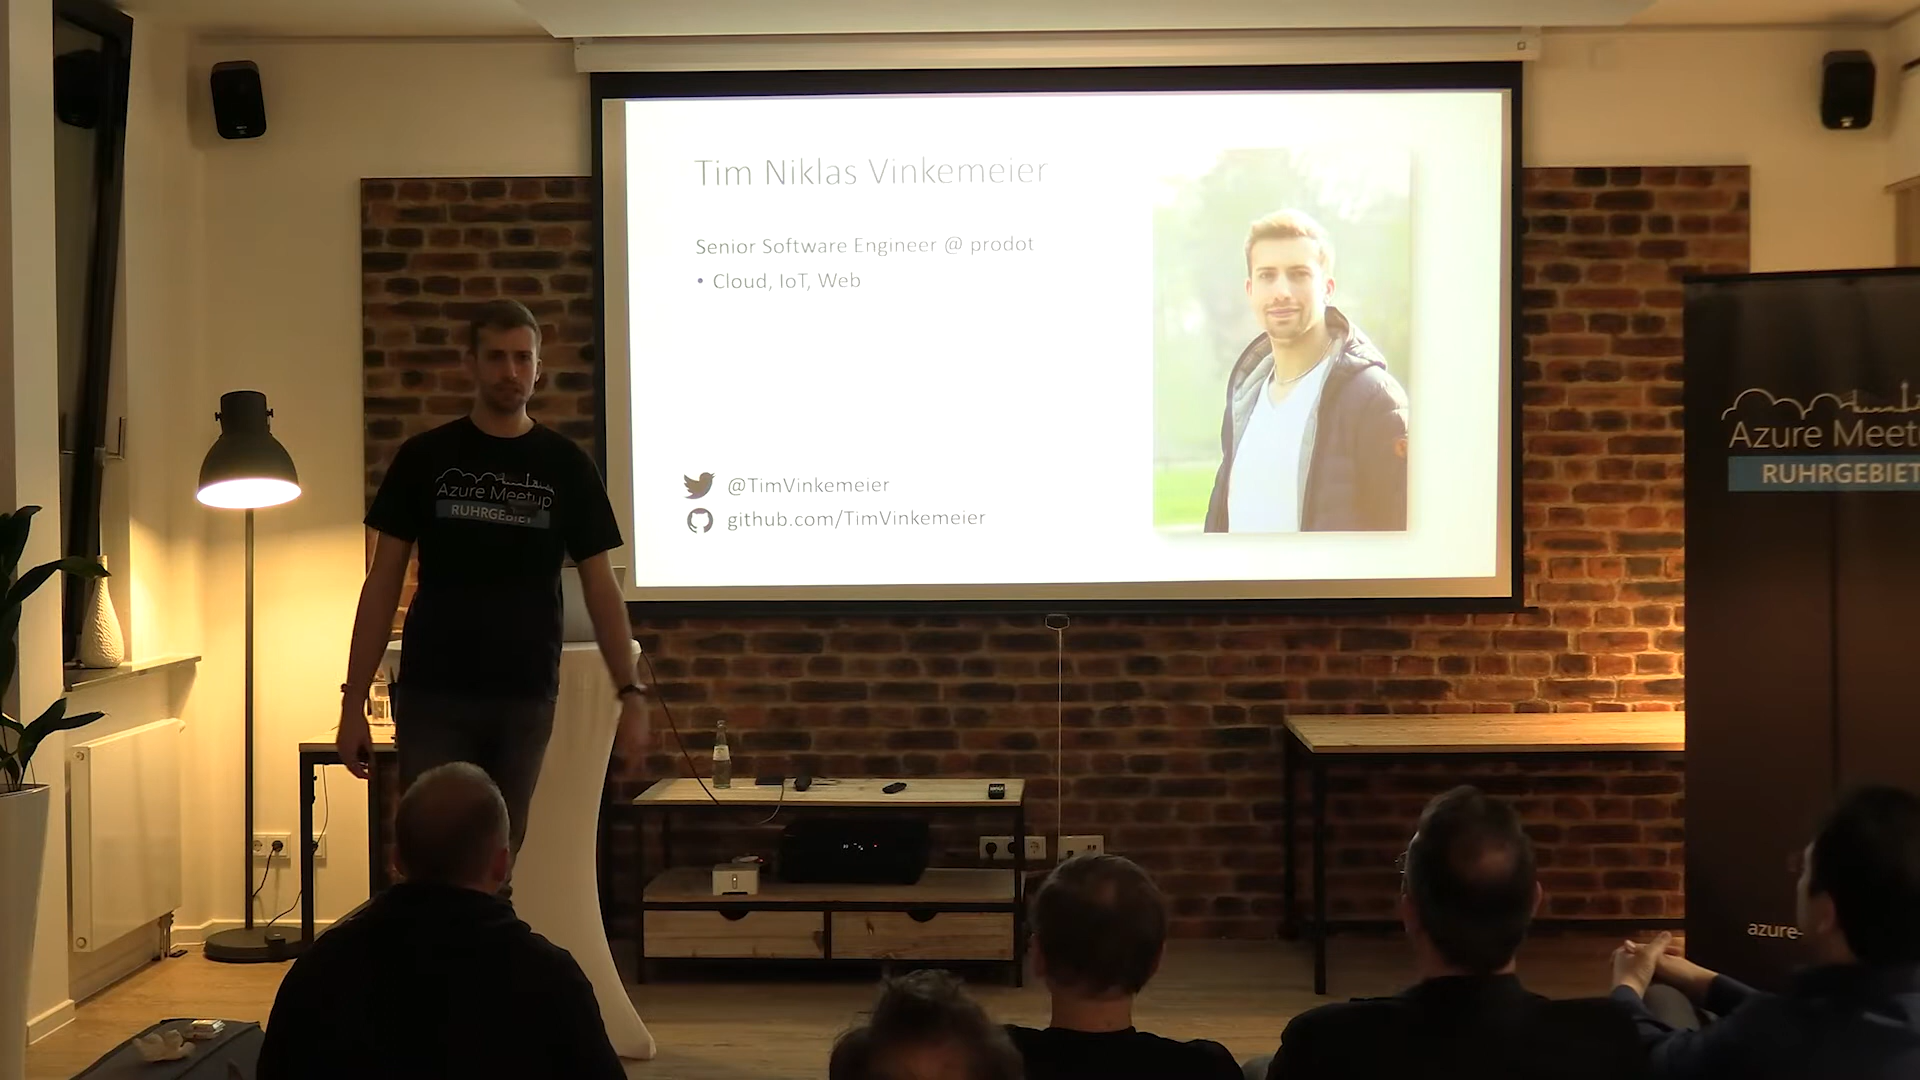 Tim Niklas Vinkemeier
Senior Software Engineer @ prodot
• Cloud, IoT, Web
@TimVinkemeier
github.com/TimVinkemeier
Azure Meetup
RUHRGEBIET
Azure Meet
RUHRGEBIET
azure-